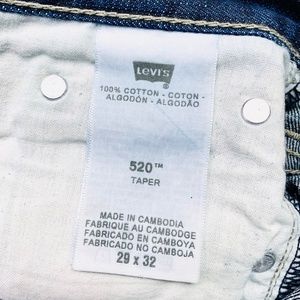 Levi's
®
100% COTTON - COTON -
ALGODÓN - ALGODÃO
520™
TAPER
MADE IN CAMBODIA
FABRIQUE AU CAMBODGE
FABRICADO EN CAMBOYA
FABRICADO NO CAMBOJA
29 x 32